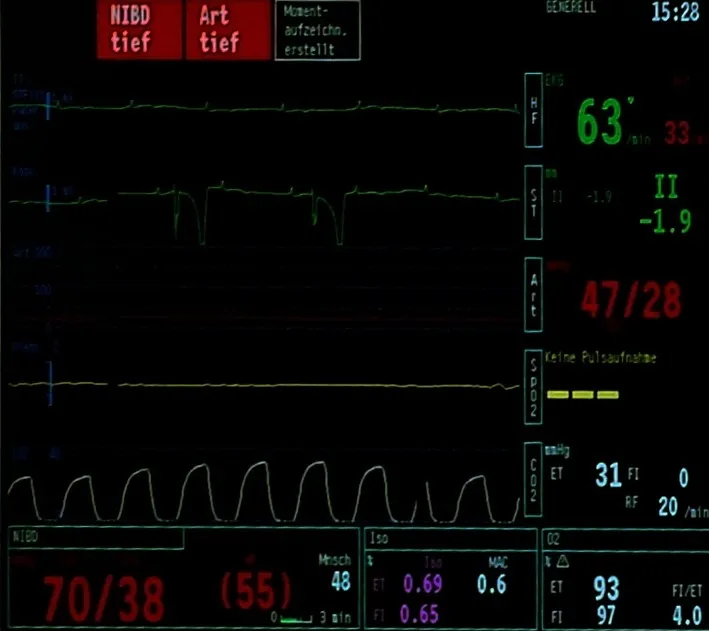 NIBD
tief
Art
tief
Moment-
aufzeichn.
erstellt
GENERELL
15:28
EKG
HF
63
/min
33
ST
mm
II
-1.9
II
-1.9
Art
100
Art
47/28
SpO2
Keine Pulsaufnahme
CO2
mmHg
ET
31
FI
0
RF
20
/min
NIBD
70/38
(55)
Mnsch
48
0
3 min
Iso
%
Iso
MAC
ET
0.69
0.6
FI
0.65
O2
%
ET
93
FI/ET
FI
97
4.0